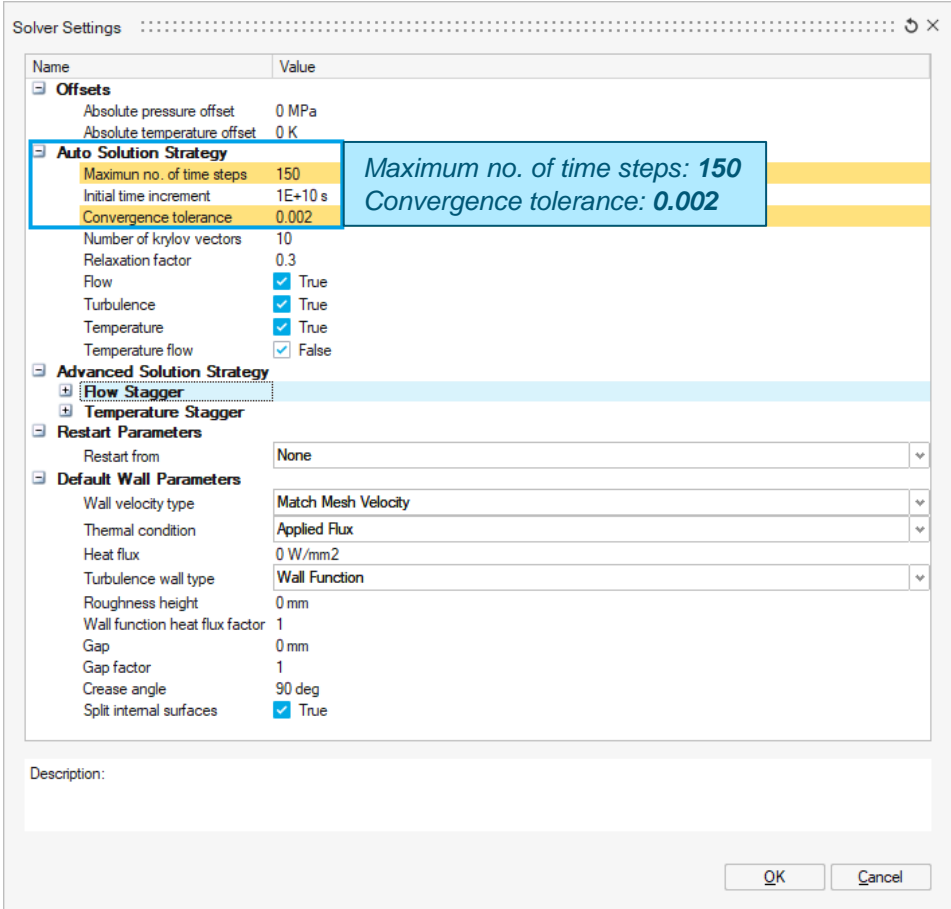 Solver Settings
Name Value
Offsets
Absolute pressure offset 0 MPa
Absolute temperature offset 0 K
Auto Solution Strategy
Maximun no. of time steps 150
Initial time increment 1E+10 s
Convergence tolerance 0.002
Maximum no. of time steps: 150
Convergence tolerance: 0.002
Number of krylov vectors 10
Relaxation factor 0.3
Flow True
Turbulence True
Temperature True
Temperature flow False
Advanced Solution Strategy
Flow Stagger
Temperature Stagger
Restart Parameters
Restart from None
Default Wall Parameters
Wall velocity type Match Mesh Velocity
Thermal condition Applied Flux
Heat flux 0 W/mm2
Turbulence wall type Wall Function
Roughness height 0 mm
Wall function heat flux factor 1
Gap 0 mm
Gap factor 1
Crease angle 90 deg
Split internal surfaces True
Description:
OK Cancel